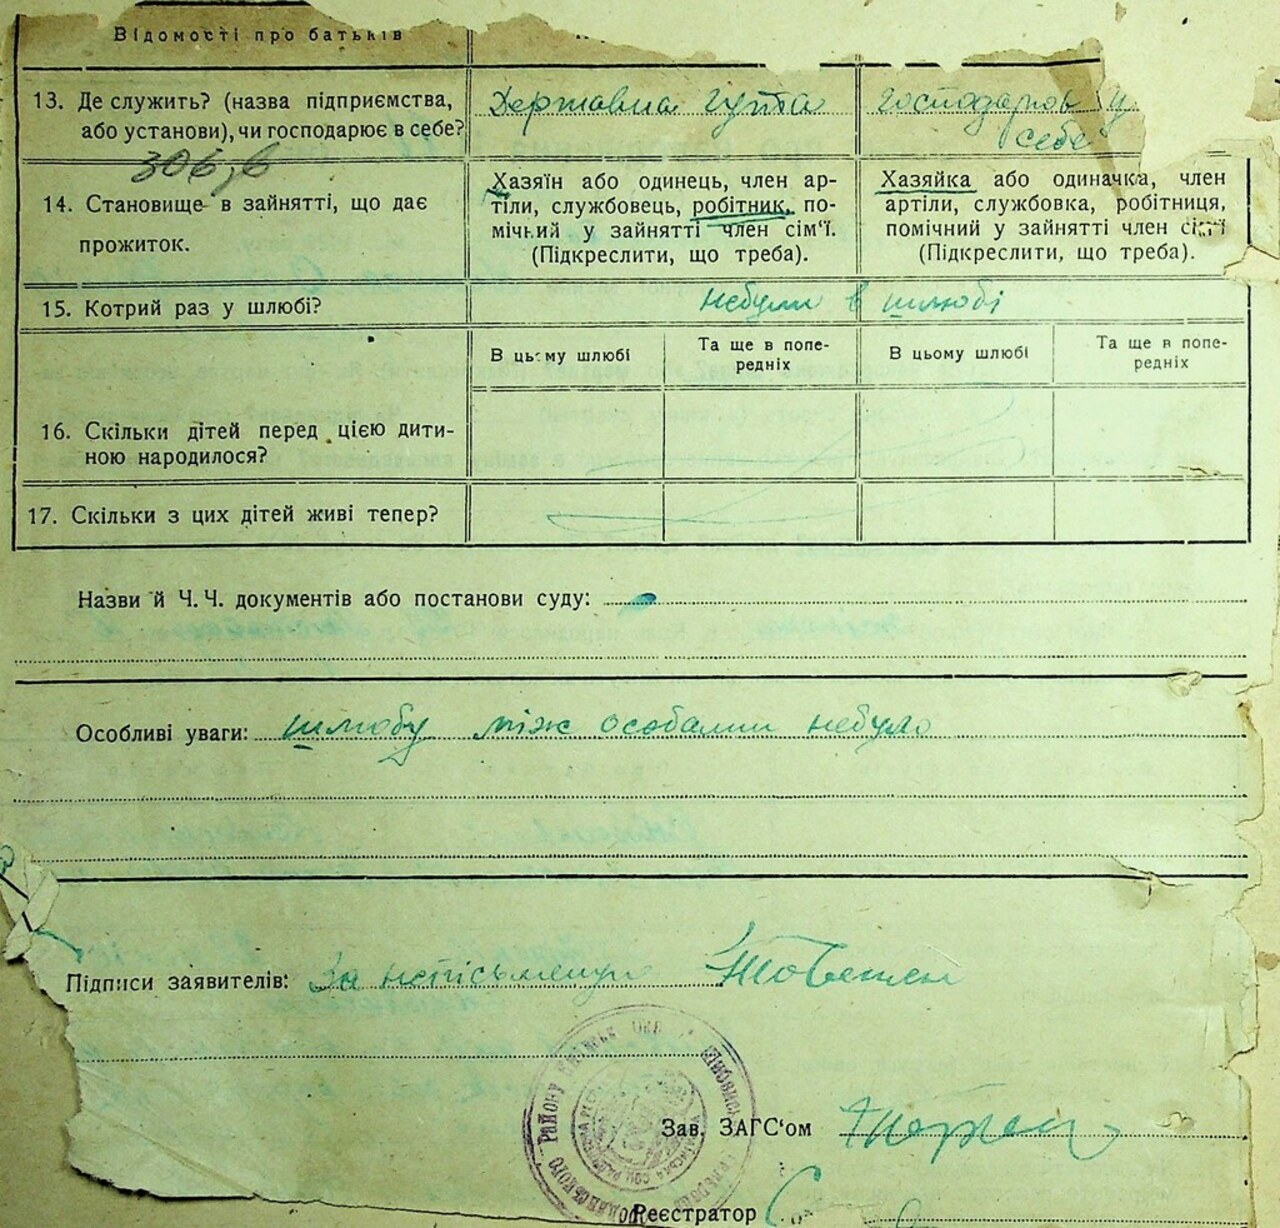 Відомості про батьків
13. Де служить? (назва підприємства, або установи), чи господарює в себе?
Державна гута
господарює у себе
306,6
14. Становище в зайнятті, що дає прожиток.
Хазяїн або одинець, член ар-
тіли, службовець, робітник, по-
мічний у зайнятті член сім'ї.
(Підкреслити, що треба).
Хазяйка або одиначка, член
артіли, службовка, робітниця,
помічний у зайнятті член сім'ї
(Підкреслити, що треба).
15. Котрий раз у шлюбі?
небули в шлюбі
В цьому шлюбі
Та ще в попе-
редніх
В цьому шлюбі
Та ще в попе-
редніх
16. Скільки дітей перед цією дити-
ною народилося?
17. Скільки з цих дітей живі тепер?
Назви й Ч. Ч. документів або постанови суду:
Особливі уваги: шлюбу між особами небуло
Підписи заявителів: За неписьменну
Зав. ЗАГС'ом
Реєстратор